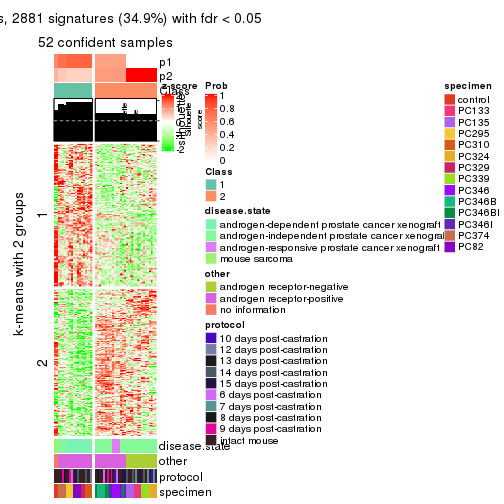 s, 2881 signatures (34.9%) with fdr < 0.05
52 confident samples
p1
p2
Class
z-score
Silhouette
score
Prob
1
0.8
0.6
0.4
0.2
0
Class
1
2
disease.state
androgen-dependent prostate cancer xenograft
androgen-independent prostate cancer xenograft
androgen-responsive prostate cancer xenograft
mouse sarcoma
other
androgen receptor-negative
androgen receptor-positive
no information
protocol
10 days post-castration
12 days post-castration
13 days post-castration
14 days post-castration
15 days post-castration
6 days post-castration
7 days post-castration
8 days post-castration
9 days post-castration
intact mouse
specimen
control
PC133
PC135
PC295
PC310
PC324
PC329
PC339
PC346
PC346B
PC346BI
PC346I
PC374
PC82
k-means with 2 groups
1
2
disease.state
other
protocol
specimen